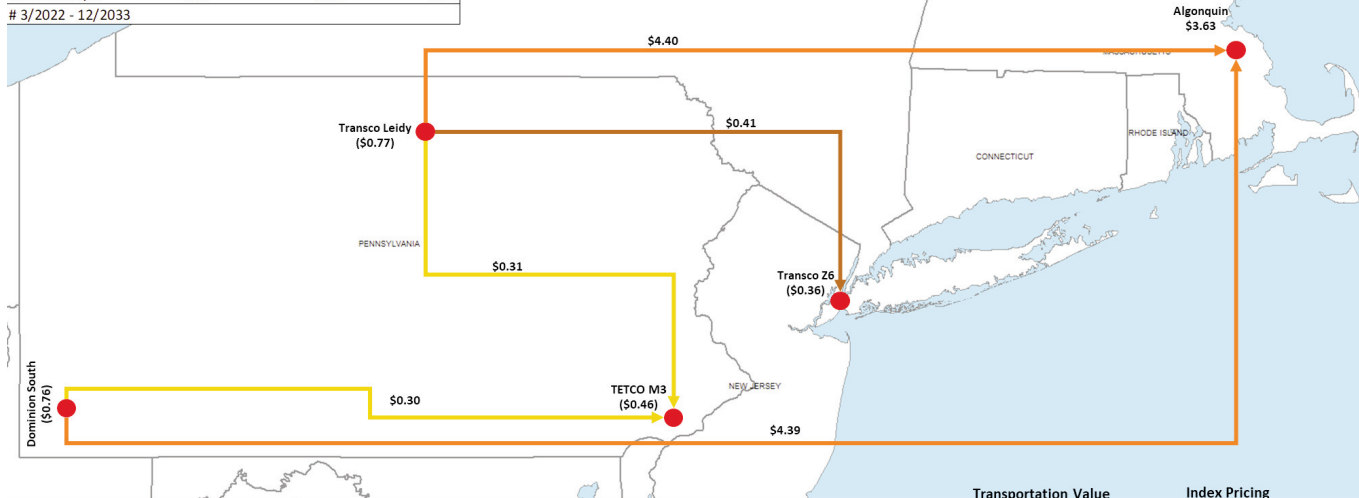 # 3/2022 - 12/2033
Algonquin
$3.63
$4.40
MASSACHUSETTS
Transco Leidy
($0.77)
$0.41
RHODE ISLAND
CONNECTICUT
PENNSYLVANIA
$0.31
Transco Z6
($0.36)
Dominion South
($0.76)
$0.30
TETCO M3
($0.46)
NEW JERSEY
$4.39
Transportation Value
Index Pricing